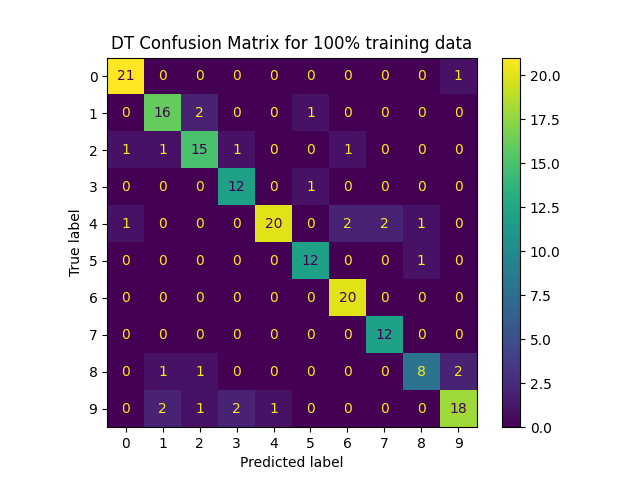 DT Confusion Matrix for 100% training data
0 21 0 0 0 0 0 0 0 0 1
1 0 16 2 0 0 1 0 0 0 0
2 1 1 15 1 0 0 1 0 0 0
3 0 0 0 12 0 1 0 0 0 0
4 1 0 0 0 20 0 2 2 1 0
5 0 0 0 0 0 12 0 0 1 0
6 0 0 0 0 0 0 20 0 0 0
7 0 0 0 0 0 0 0 12 0 0
8 0 1 1 0 0 0 0 0 8 2
9 0 2 1 2 1 0 0 0 0 18
0 1 2 3 4 5 6 7 8 9
Predicted label
True label
20.0
17.5
15.0
12.5
10.0
7.5
5.0
2.5
0.0